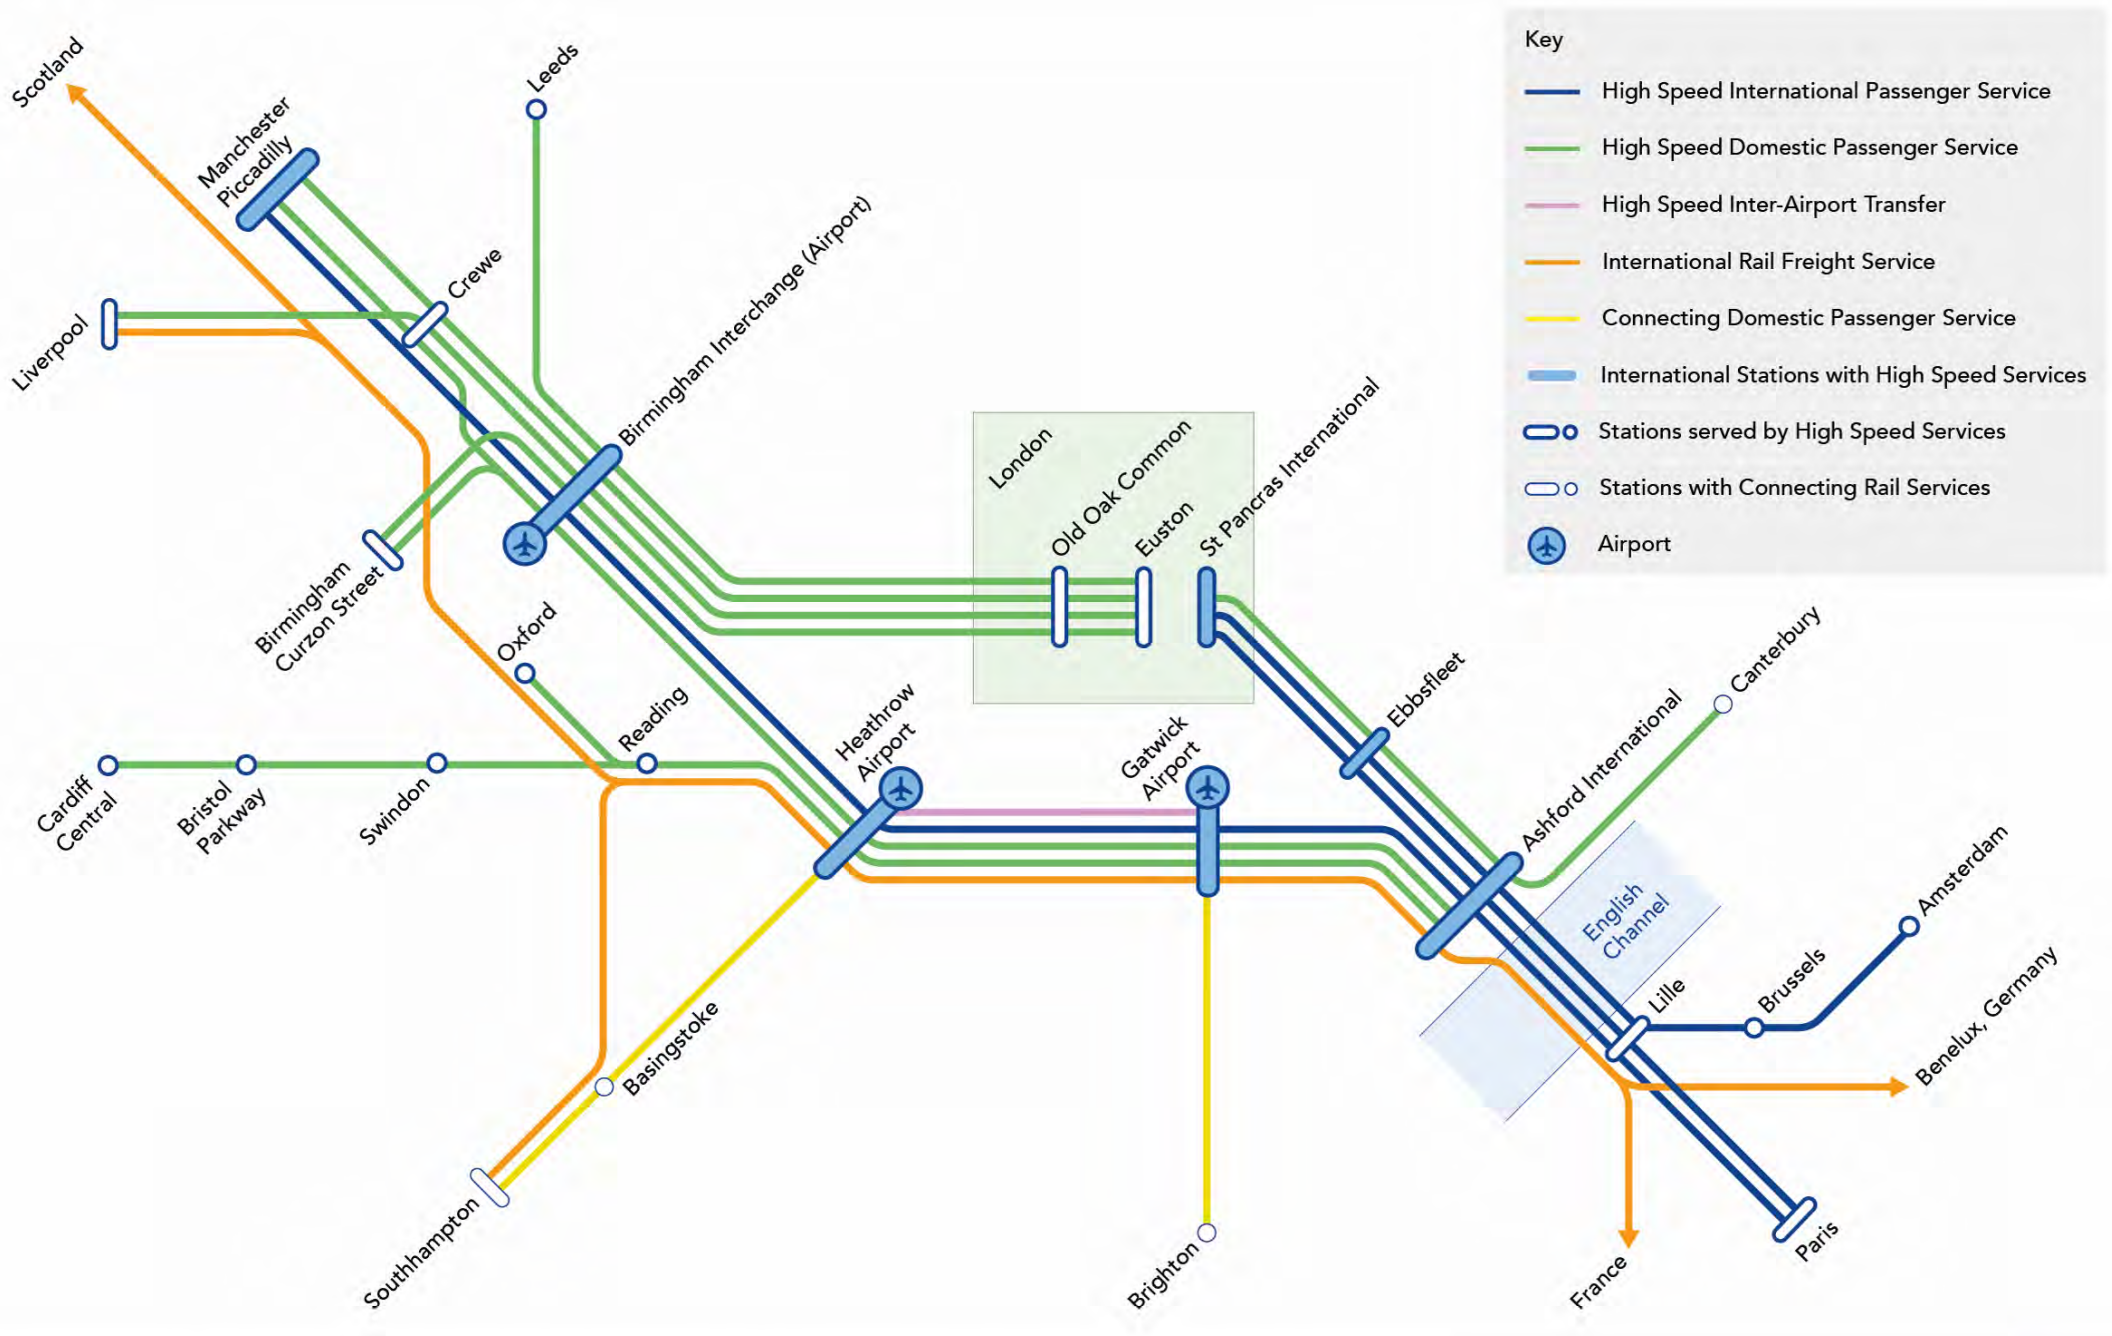 Scotland
Manchester
Piccadilly
Leeds
Crewe
Liverpool
Birmingham Interchange (Airport)
Birmingham
Curzon Street
London
Old Oak Common
Euston
St Pancras International
Oxford
Reading
Cardiff
Central
Bristol
Parkway
Swindon
Heathrow
Airport
Gatwick
Airport
Ebbsfleet
Ashford International
Canterbury
English
Channel
Lille
Brussels
Amsterdam
Benelux, Germany
Paris
France
Basingstoke
Southhampton
Brighton
Key
High Speed International Passenger Service
High Speed Domestic Passenger Service
High Speed Inter-Airport Transfer
International Rail Freight Service
Connecting Domestic Passenger Service
International Stations with High Speed Services
Stations served by High Speed Services
Stations with Connecting Rail Services
Airport